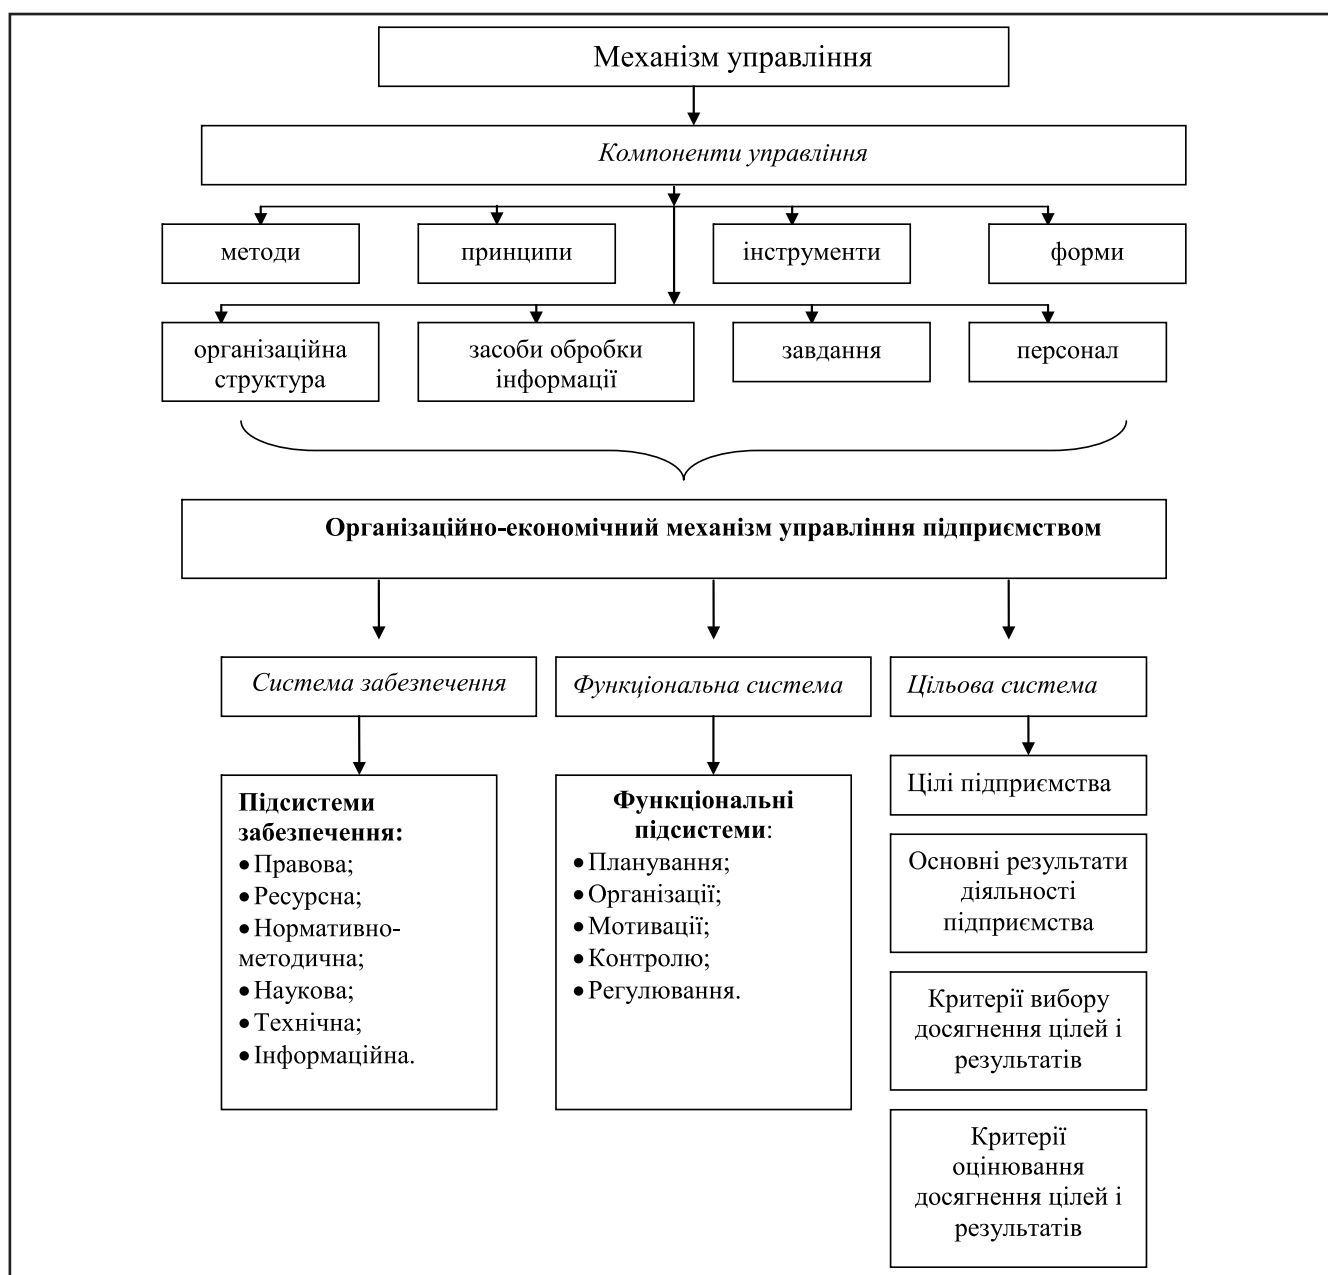 Механізм управління
Компоненти управління
методи
принципи
інструменти
форми
організаційна
структура
засоби обробки
інформації
завдання
персонал
Організаційно-економічний механізм управління підприємством
Система забезпечення
Функціональна система
Цільова система
Підсистеми
забезпечення:
• Правова;
• Ресурсна;
• Нормативно-
методична;
• Наукова;
• Технічна;
• Інформаційна.
Функціональні
підсистеми:
• Планування;
• Організації;
• Мотивації;
• Контролю;
• Регулювання.
Цілі підприємства
Основні результати
діяльності
підприємства
Критерії вибору
досягнення цілей і
результатів
Критерії
оцінювання
досягнення цілей і
результатів